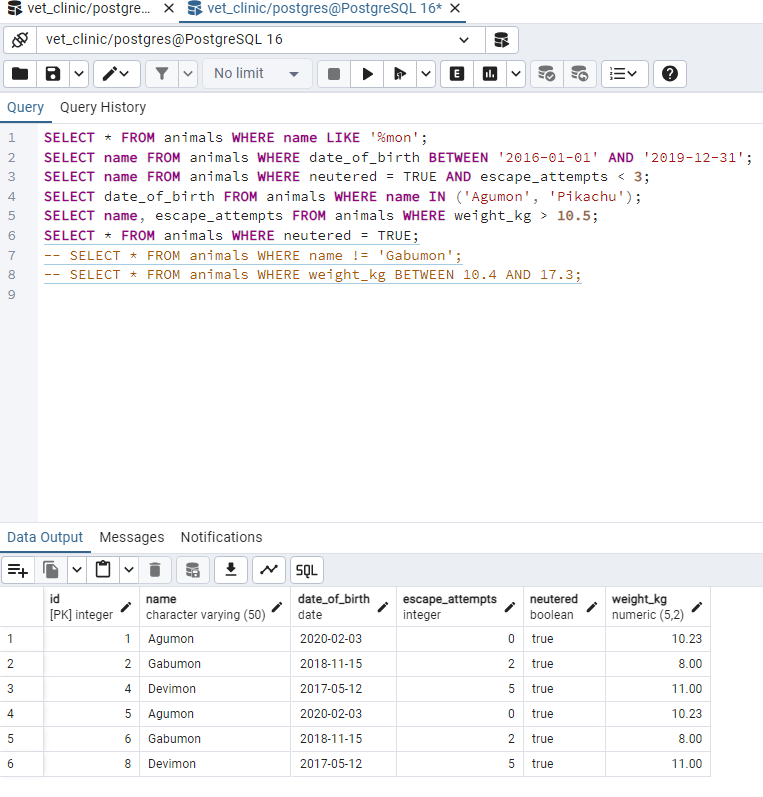 vet_clinic/postgre... vet_clinic/postgres@PostgreSQL 16*
vet_clinic/postgres@PostgreSQL 16
No limit E
Query Query History
1 SELECT * FROM animals WHERE name LIKE '%mon';
2 SELECT name FROM animals WHERE date_of_birth BETWEEN '2016-01-01' AND '2019-12-31';
3 SELECT name FROM animals WHERE neutered = TRUE AND escape_attempts < 3;
4 SELECT date_of_birth FROM animals WHERE name IN ('Agumon', 'Pikachu');
5 SELECT name, escape_attempts FROM animals WHERE weight_kg > 10.5;
6 SELECT * FROM animals WHERE neutered = TRUE;
7 -- SELECT * FROM animals WHERE name != 'Gabumon';
8 -- SELECT * FROM animals WHERE weight_kg BETWEEN 10.4 AND 17.3;
9
Data Output Messages Notifications
SQL
id name date_of_birth escape_attempts neutered weight_kg
[PK] integer character varying (50) date integer boolean numeric (5,2)
1 1 Agumon 2020-02-03 0 true 10.23
2 2 Gabumon 2018-11-15 2 true 8.00
3 4 Devimon 2017-05-12 5 true 11.00
4 5 Agumon 2020-02-03 0 true 10.23
5 6 Gabumon 2018-11-15 2 true 8.00
6 8 Devimon 2017-05-12 5 true 11.00